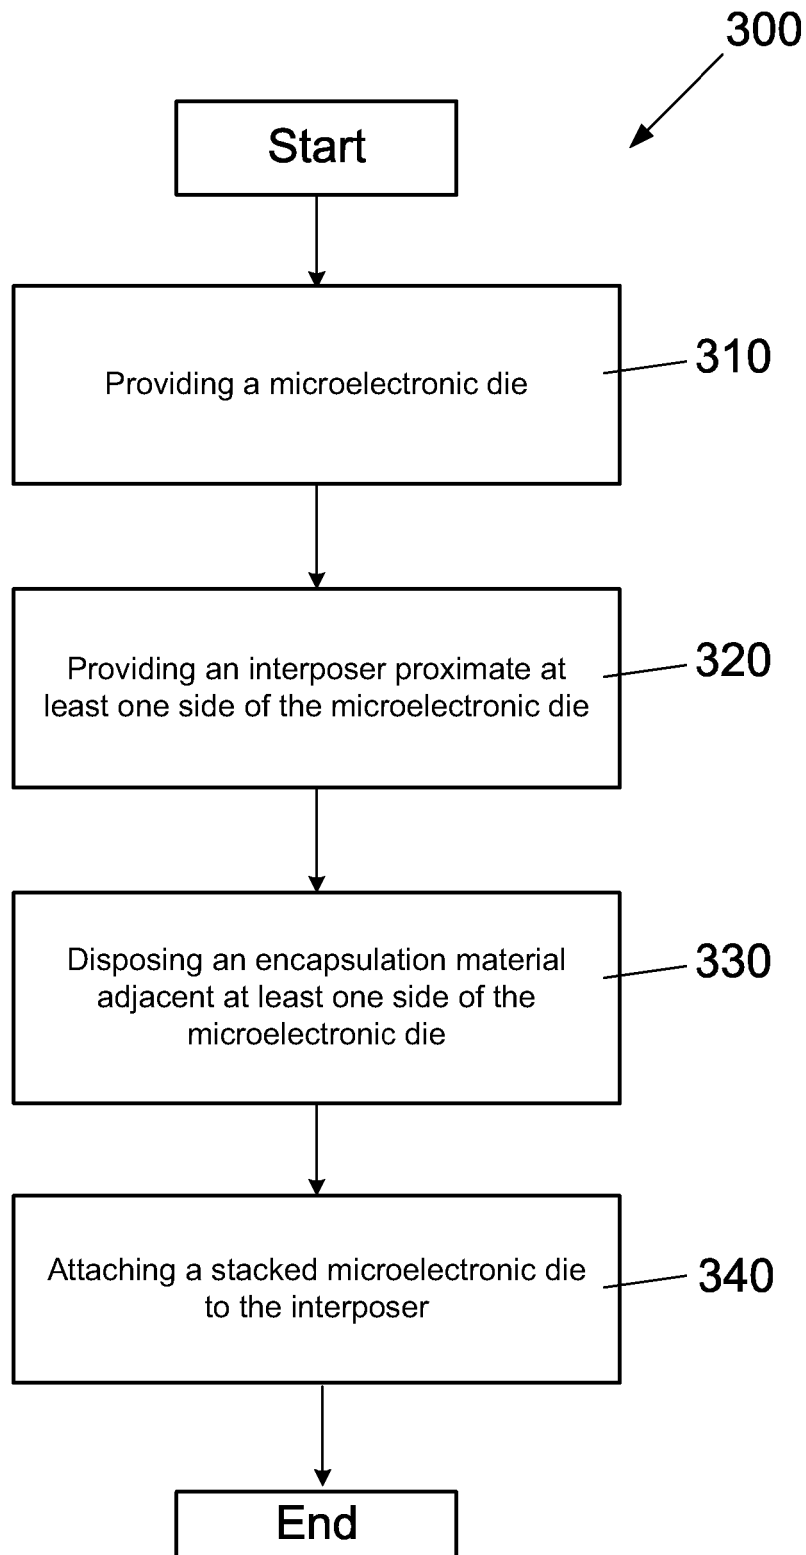 300
Start
Providing a microelectronic die
310
Providing an interposer proximate at
least one side of the microelectronic die
320
Disposing an encapsulation material
adjacent at least one side of the
microelectronic die
330
Attaching a stacked microelectronic die
to the interposer
340
End